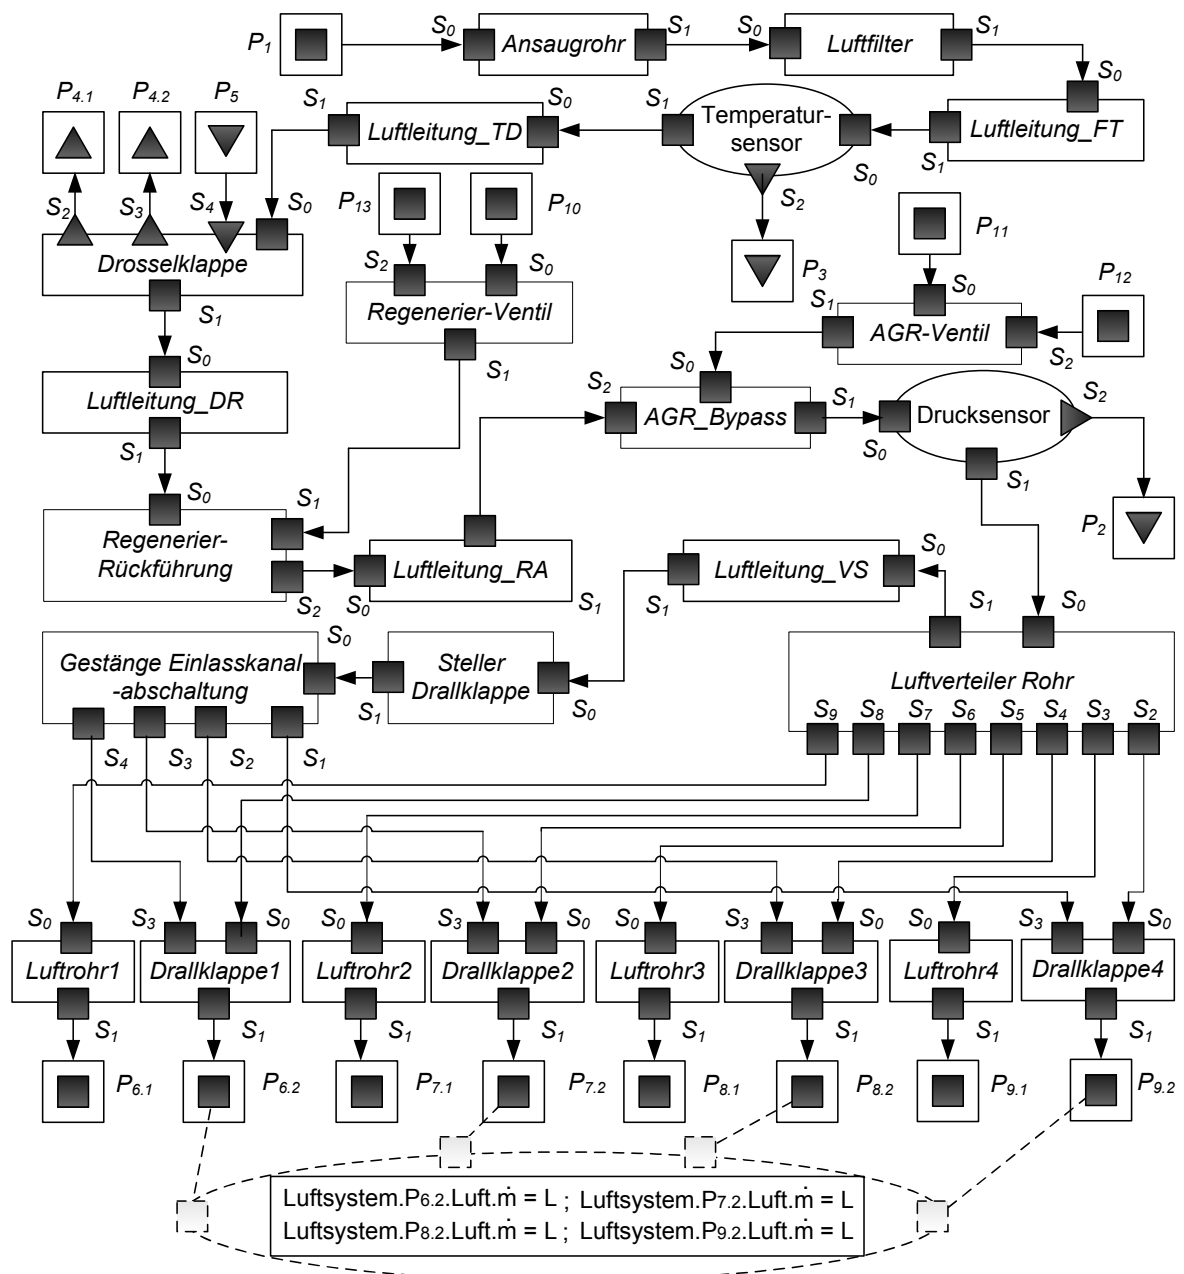 P1 S0 Ansaugrohr S1 S0 Luftfilter S1
S0
P4.1 P4.2 P5 S1 Luftleitung_TD S0 S1 Temperatur-
sensor S0 S1 Luftleitung_FT
S2 S3 S4 S0 P13 P10 S2 P11
Drosselklappe S2 S0 P3 S0 P12
Regenerier-Ventil S1 AGR-Ventil S2
S1 S1
S0 S0
Luftleitung_DR S2 AGR_Bypass S1 S0 Drucksensor S2
S1 S1
S0 S1 P2
Regenerier-
Rückführung S2 S0 Luftleitung_RA S1 S1 Luftleitung_VS S0
S1 S0
Gestänge Einlasskanal
-abschaltung S0 S1 Steller
Drallklappe S0 Luftverteiler Rohr
S9 S8 S7 S6 S5 S4 S3 S2
S4 S3 S2 S1
S0 S3 S0 S0 S3 S0 S0 S3 S0 S0 S3 S0
Luftrohr1 Drallklappe1 Luftrohr2 Drallklappe2 Luftrohr3 Drallklappe3 Luftrohr4 Drallklappe4
S1 S1 S1 S1 S1 S1 S1 S1
P6.1 P6.2 P7.1 P7.2 P8.1 P8.2 P9.1 P9.2
Luftsystem.P6.2.Luft.ṁ = L ; Luftsystem.P7.2.Luft.ṁ = L
Luftsystem.P8.2.Luft.ṁ = L ; Luftsystem.P9.2.Luft.ṁ = L